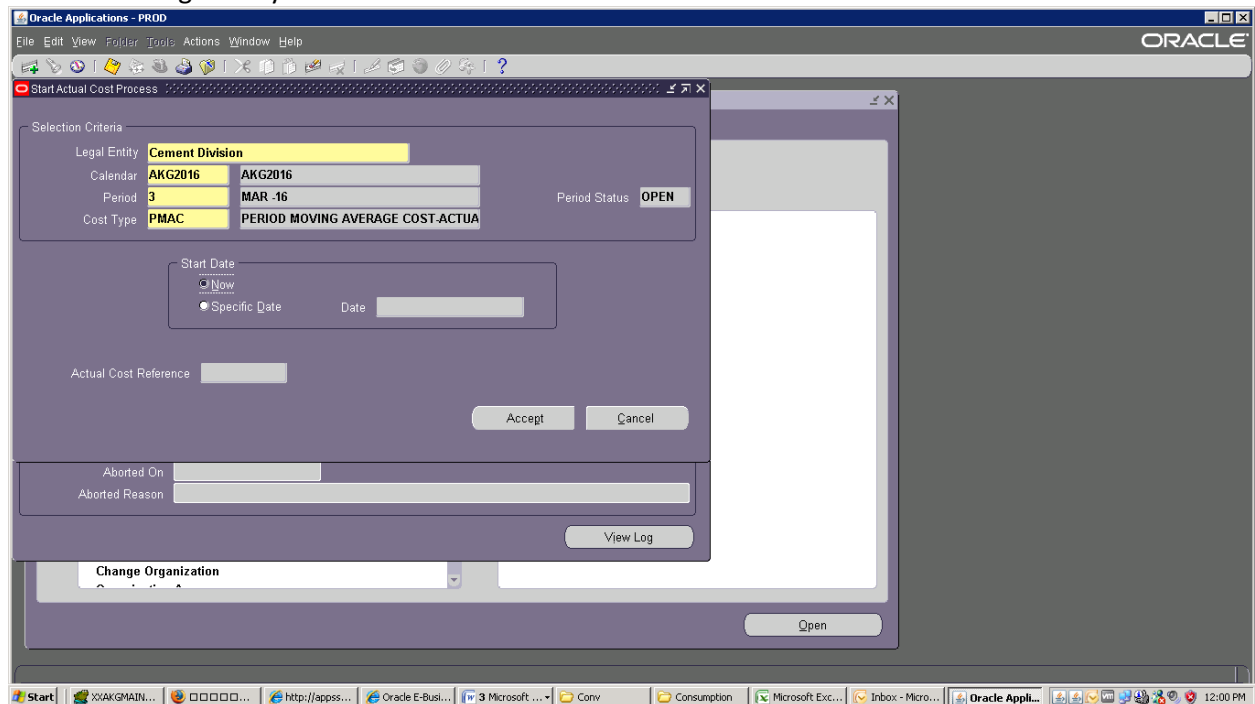 Oracle Applications - PROD
File Edit View Folder Tools Actions Window Help
ORACLE
Start Actual Cost Process
Selection Criteria
Legal Entity Cement Division
Calendar AKG2016 AKG2016
Period 3 MAR -16 Period Status OPEN
Cost Type PMAC PERIOD MOVING AVERAGE COST-ACTUA
Start Date
Now
Specific Date Date
Actual Cost Reference
Accept Cancel
Aborted On
Aborted Reason
View Log
Change Organization
Open
Start XXAKGMAIN... http://appss... Oracle E-Busi... 3 Microsoft ... Conv Consumption Microsoft Exc... Inbox - Micro... Oracle Appli... 12:00 PM